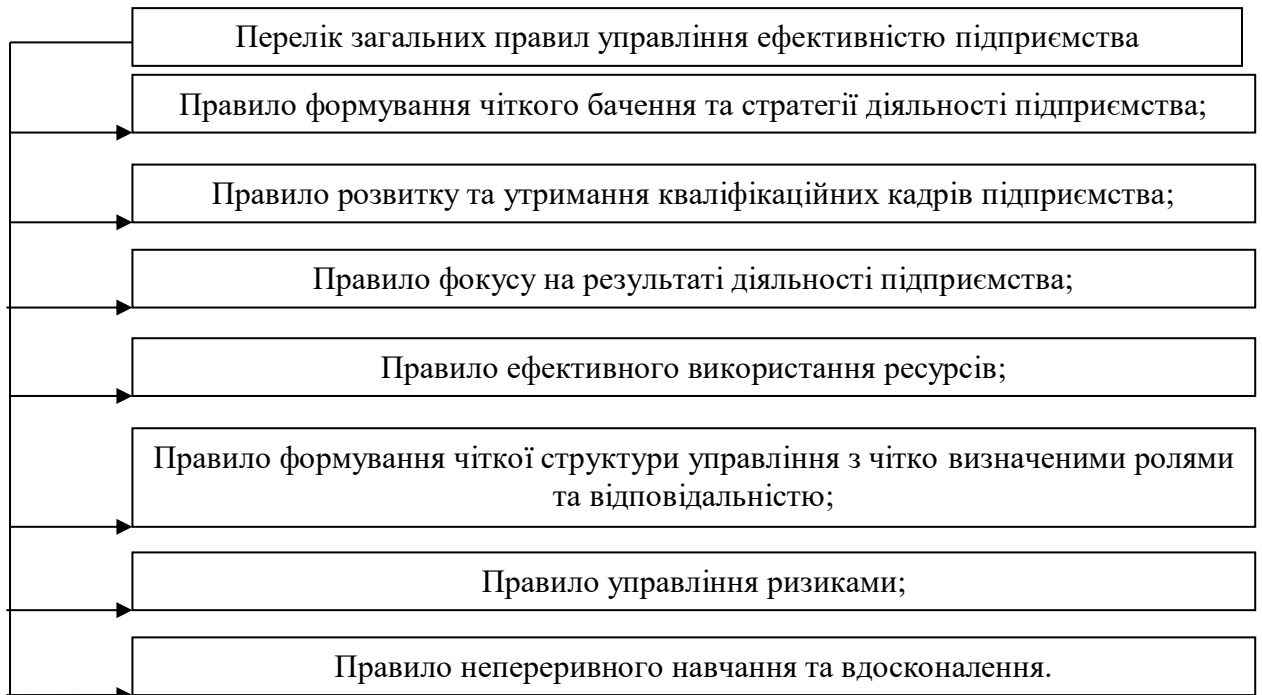 Перелік загальних правил управління ефективністю підприємства
Правило формування чіткого бачення та стратегії діяльності підприємства;
Правило розвитку та утримання кваліфікаційних кадрів підприємства;
Правило фокусу на результаті діяльності підприємства;
Правило ефективного використання ресурсів;
Правило формування чіткої структури управління з чітко визначеними ролями
та відповідальністю;
Правило управління ризиками;
Правило непереривного навчання та вдосконалення.